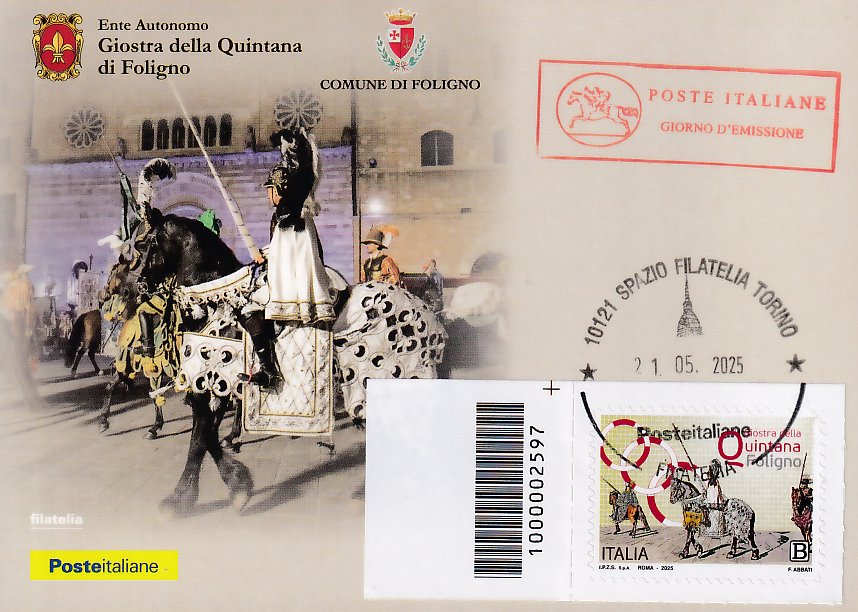 Ente Autonomo
Giostra della Quintana
di Foligno
COMUNE DI FOLIGNO
POSTE ITALIANE
GIORNO D'EMISSIONE
10121 SPAZIO FILATELIA TORINO
21. 05. 2025
Posteitaliane
FILATELIA
Giostra della
Quintana
Foligno
1000002597
ITALIA
B
I.P.Z.S. S.p.A.
ROMA - 2025
F. ABBATI
filatelia
Posteitaliane